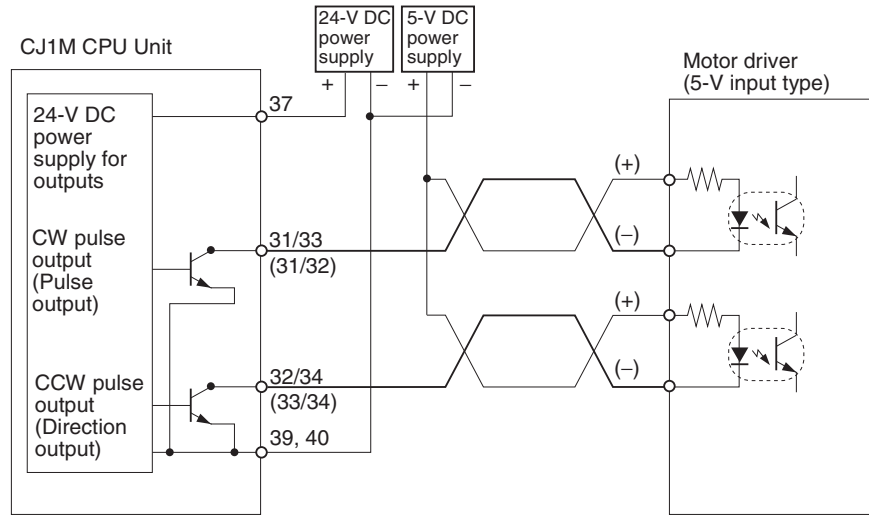 CJ1M CPU Unit
24-V DC
power
supply
5-V DC
power
supply
+
−
+
−
Motor driver
(5-V input type)
24-V DC
power
supply for
outputs
37
CW pulse
output
(Pulse
output)
31/33
(31/32)
(+)
(−)
CCW pulse
output
(Direction
output)
32/34
(33/34)
39, 40
(+)
(−)